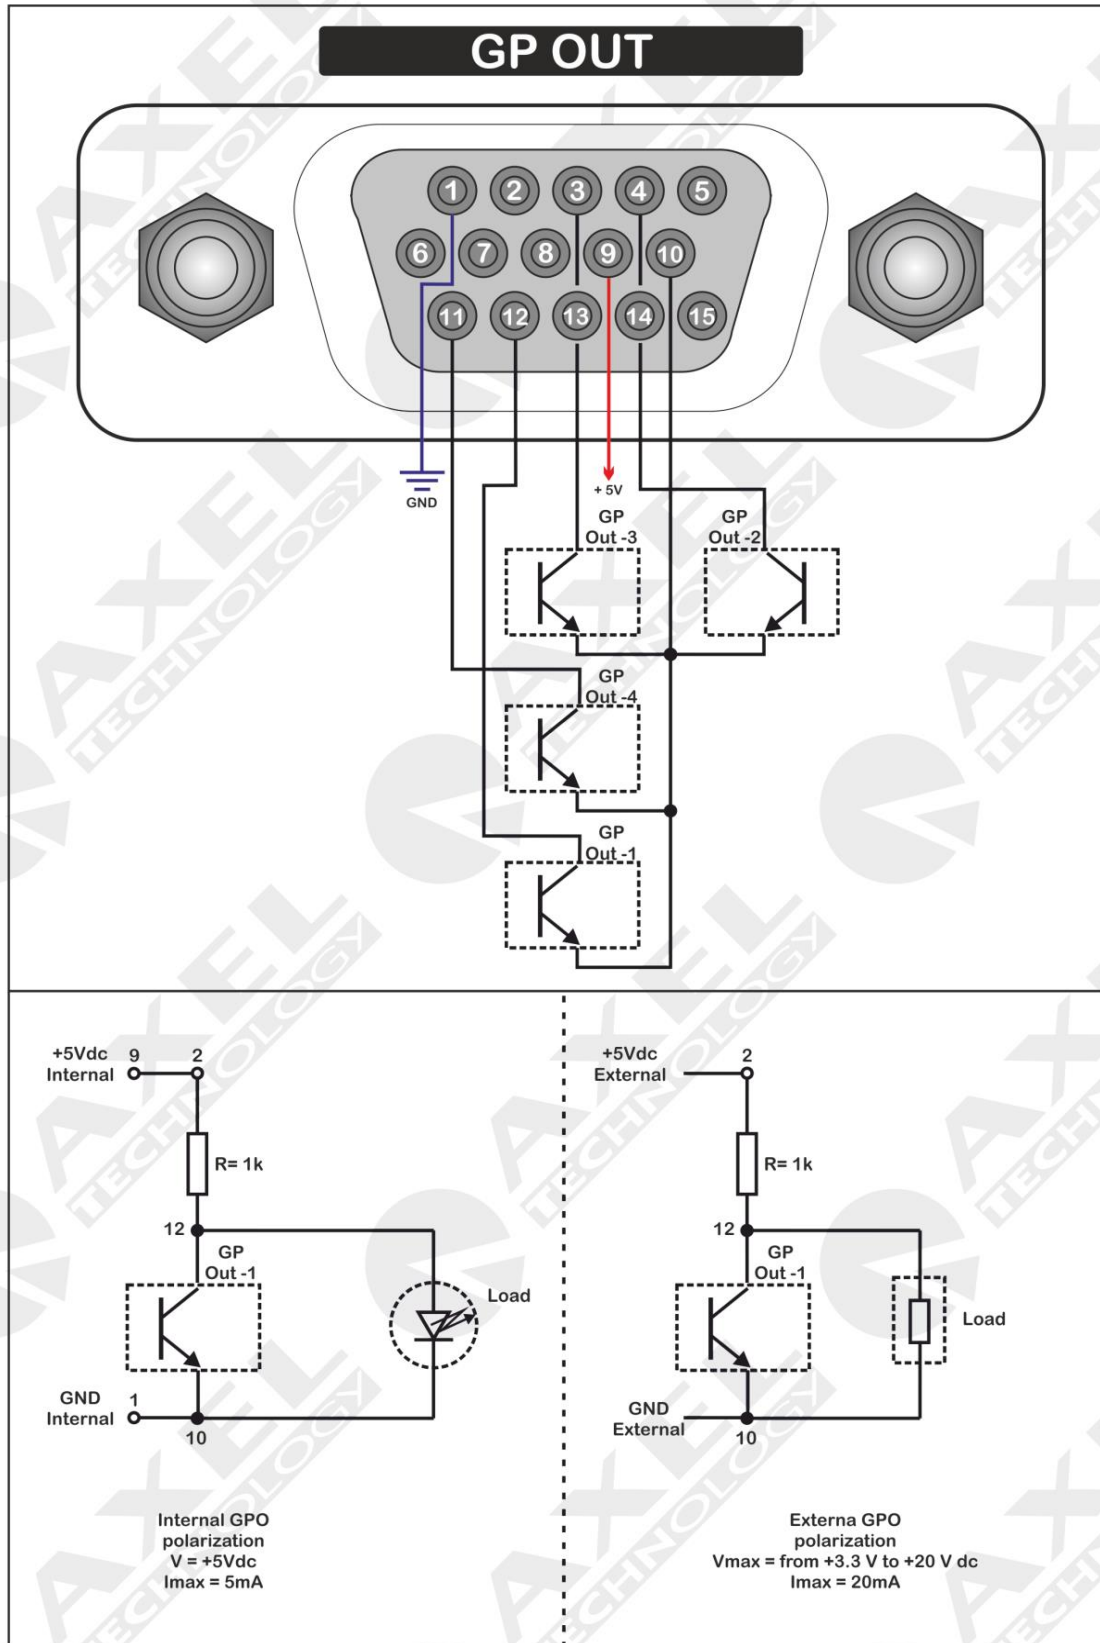 GP OUT
1 2 3 4 5
6 7 8 9 10
11 12 13 14 15
GND
+ 5V
GP
Out -3
GP
Out -2
GP
Out -4
GP
Out -1
+5Vdc
Internal
9
2
R= 1k
12
GP
Out -1
Load
GND
Internal
1
10
Internal GPO
polarization
V = +5Vdc
Imax = 5mA
+5Vdc
External
2
R= 1k
12
GP
Out -1
Load
GND
External
10
Externa GPO
polarization
Vmax = from +3.3 V to +20 V dc
Imax = 20mA
AXEL
TECHNOLOGY